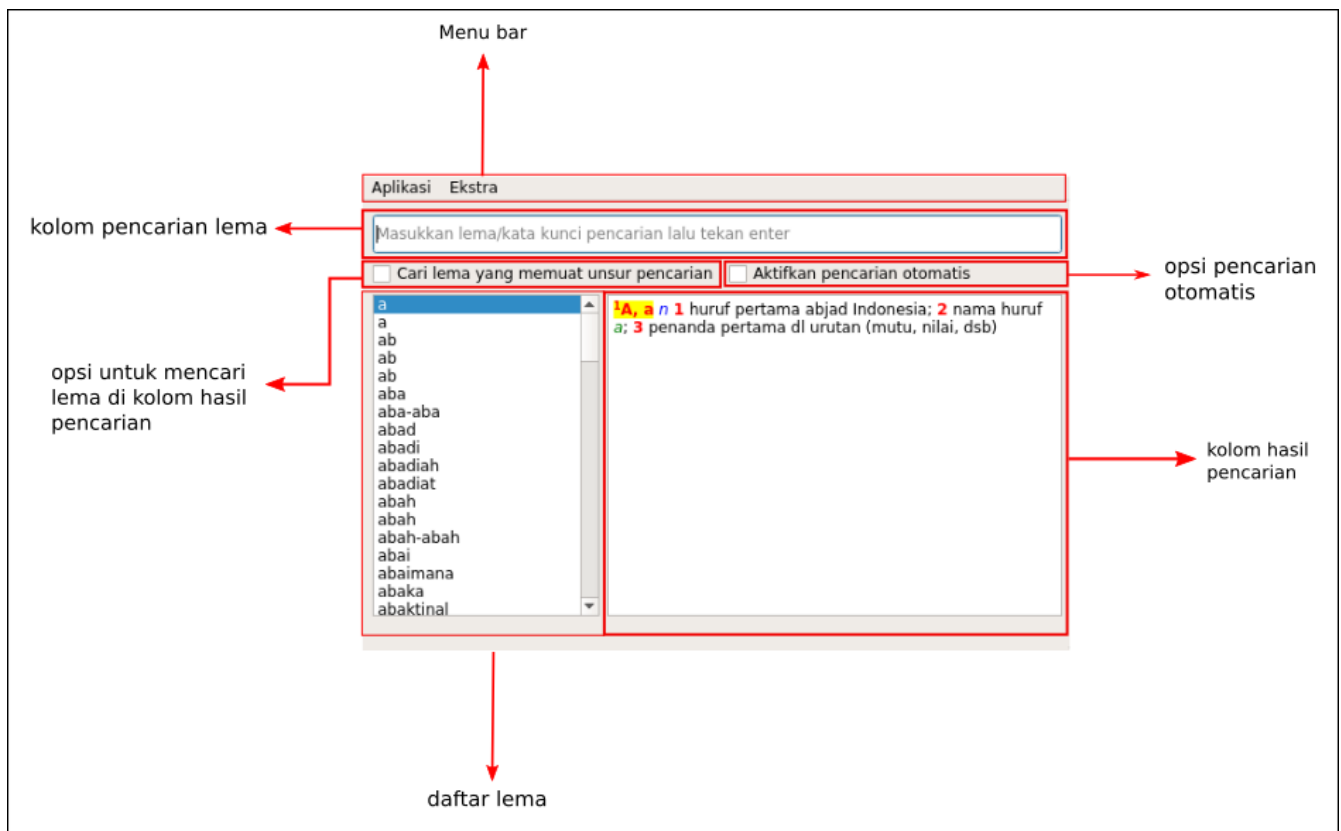 Menu bar
Aplikasi Ekstra
kolom pencarian lema
Masukkan lema/kata kunci pencarian lalu tekan enter
Cari lema yang memuat unsur pencarian
Aktifkan pencarian otomatis
opsi pencarian
otomatis
a
a
ab
ab
ab
aba
aba-aba
abad
abadi
abadiah
abadiat
abah
abah
abah-abah
abai
abaimana
abaka
abaktinal
¹A, a n 1 huruf pertama abjad Indonesia; 2 nama huruf
a; 3 penanda pertama dl urutan (mutu, nilai, dsb)
opsi untuk mencari
lema di kolom hasil
pencarian
kolom hasil
pencarian
daftar lema